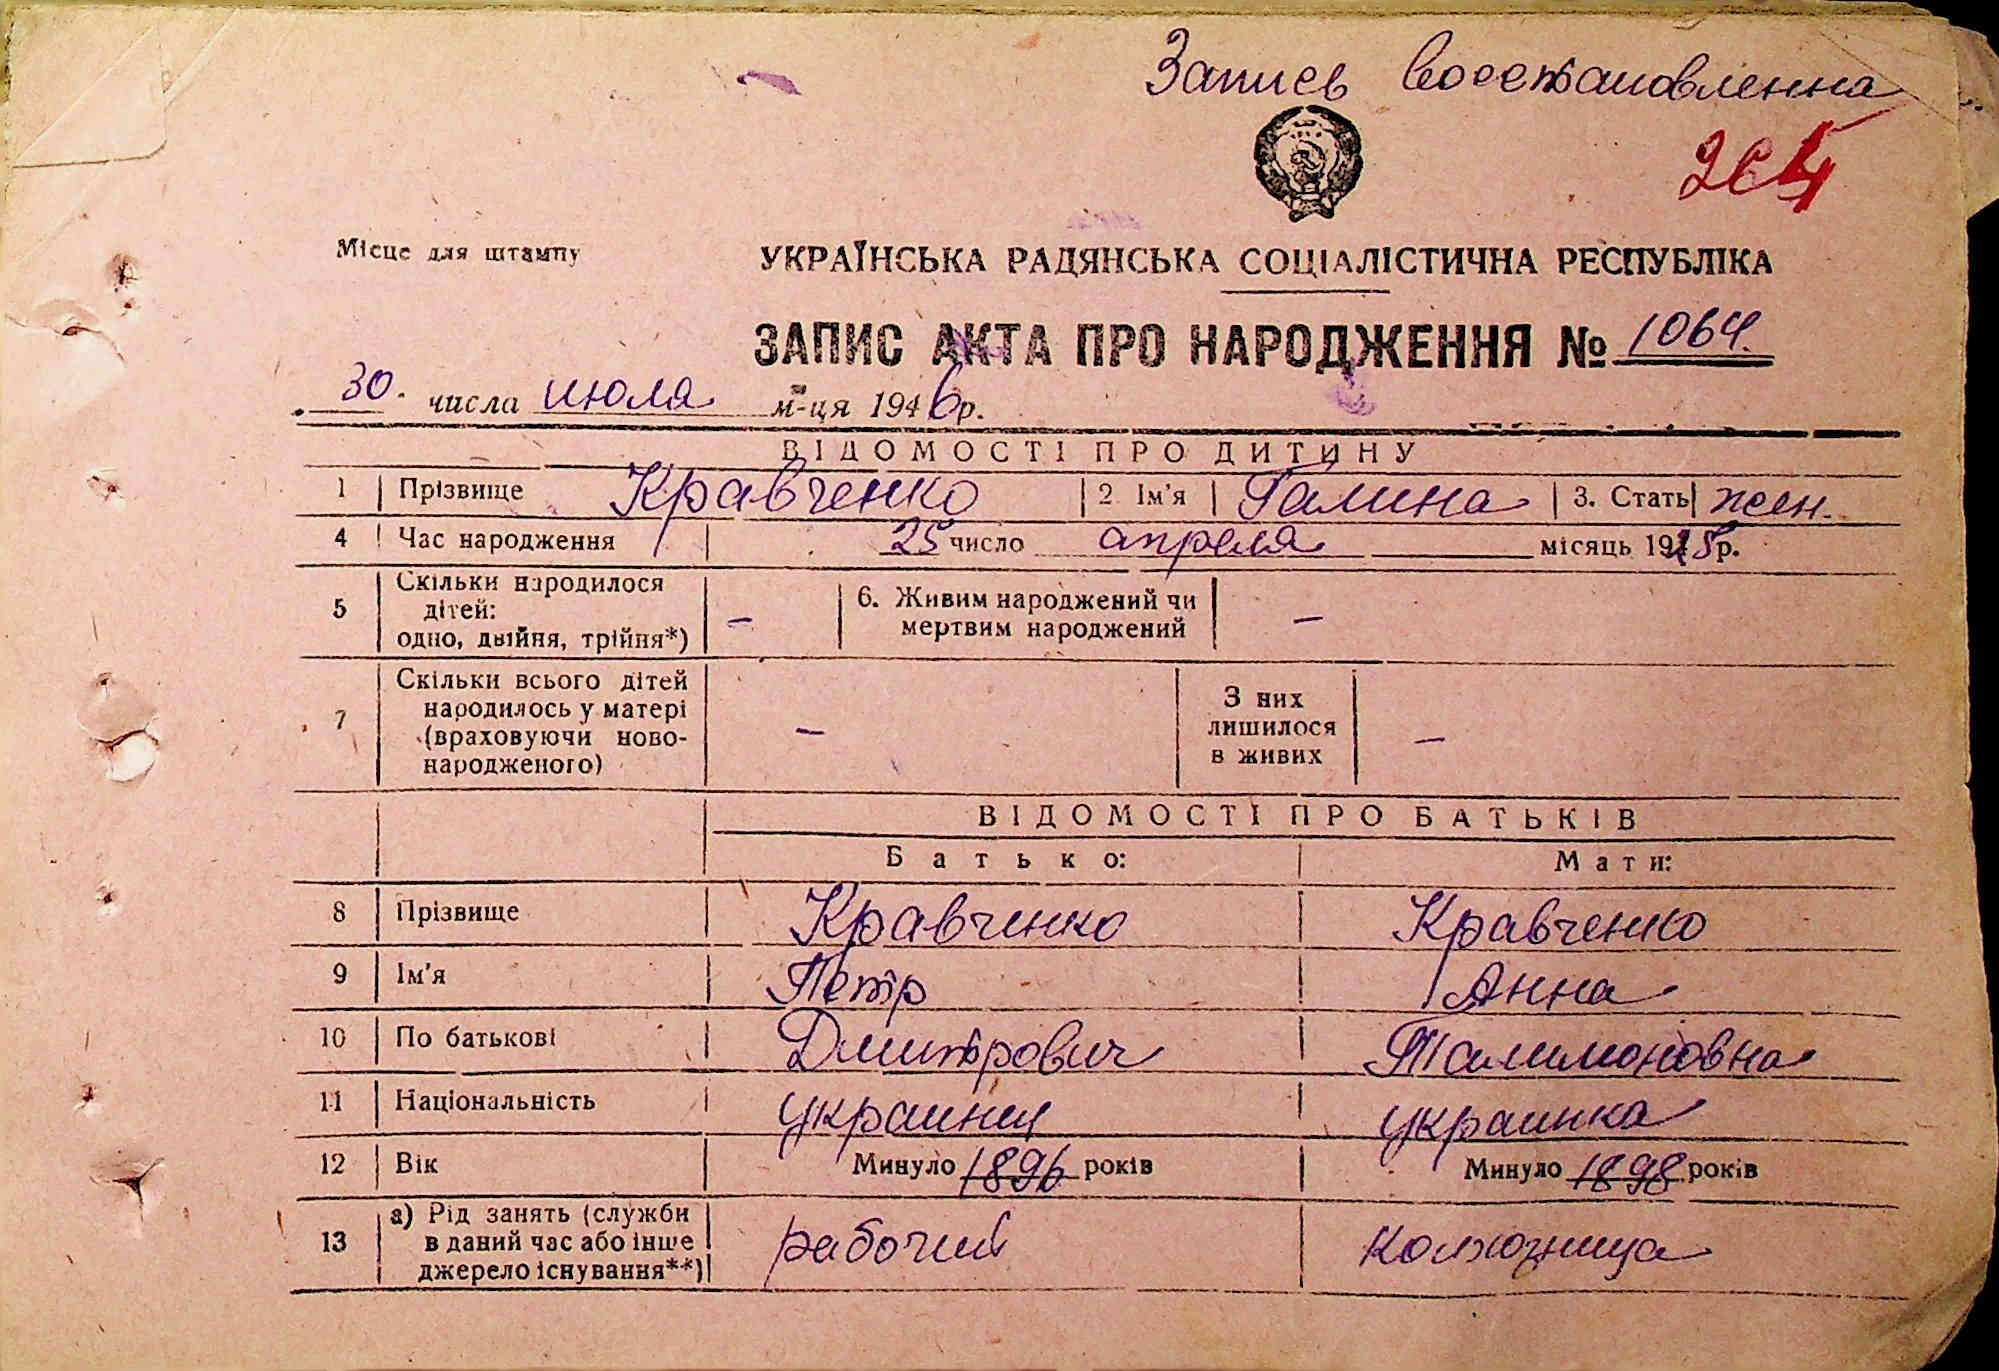 Запись восстановленна
264
Місце для штампу
УКРАЇНСЬКА РАДЯНСЬКА СОЦІАЛІСТИЧНА РЕСПУБЛІКА
ЗАПИС АКТА ПРО НАРОДЖЕННЯ № 1064.
30. числа июля м-ця 1946 р.
ВІДОМОСТІ ПРО ДИТИНУ
1 Прізвище Кравченко 2. Ім'я Галина 3. Стать жен.
4 Час народження 25 число апреля місяць 1925 р.
5 Скільки народилося дітей: одно, двійня, трійня*) – 6. Живим народжений чи мертвим народжений –
7 Скільки всього дітей народилось у матері (враховуючи ново-народженого) – З них лишилося в живих –
ВІДОМОСТІ ПРО БАТЬКІВ
Батько: Мати:
8 Прізвище Кравченко Кравченко
9 Ім'я Петр Анна
10 По батькові Дмитрович Палимоновна
11 Національність украинец украинка
12 Вік Минуло 1896 років Минуло 1898 років
13 а) Рід занять (служби в даний час або інше джерело існування**) рабочий колхозница